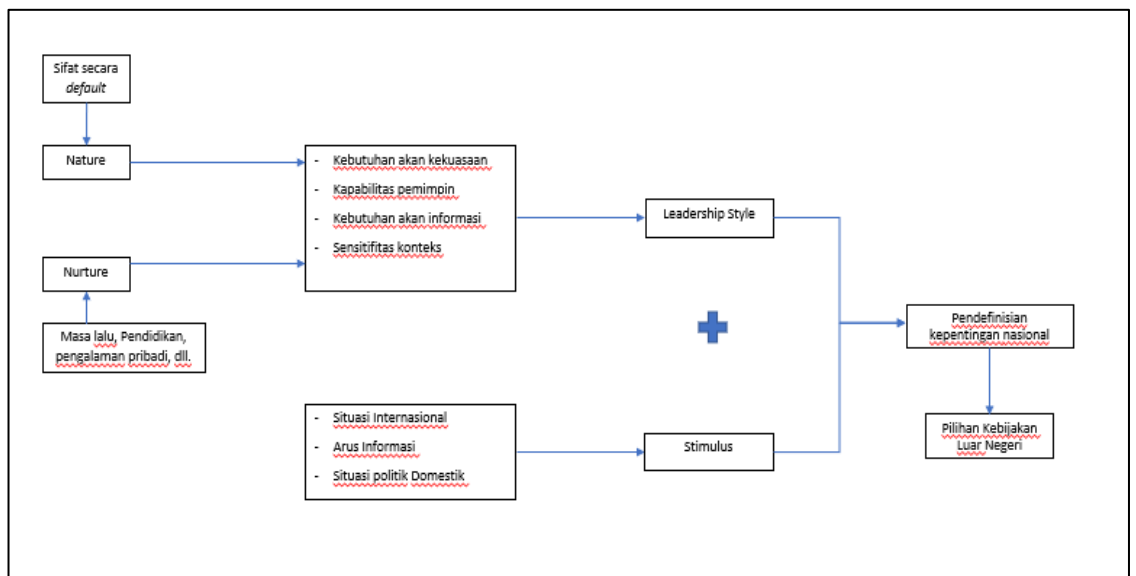 Sifat secara
default
Nature
Nurture
Masa lalu, Pendidikan,
pengalaman pribadi, dll.
- Kebutuhan akan kekuasaan
- Kapabilitas pemimpin
- Kebutuhan akan informasi
- Sensitifitas konteks
Leadership Style
- Situasi Internasional
- Arus Informasi
- Situasi politik Domestik
Stimulus
Pendefinisian
kepentingan nasional
Pilihan Kebijakan
Luar Negeri